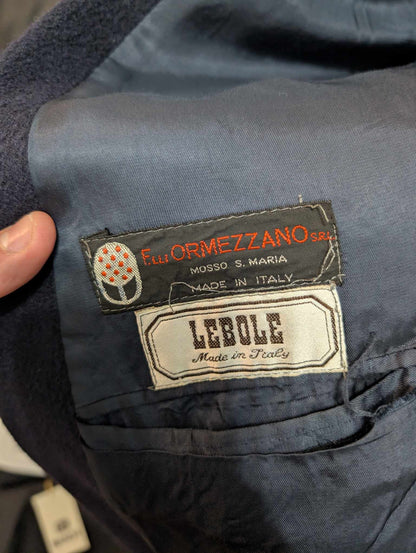 F.LLI ORMEZZANO S.R.L.
MOSSO S. MARIA
MADE IN ITALY
LEBOLE
Made in Italy